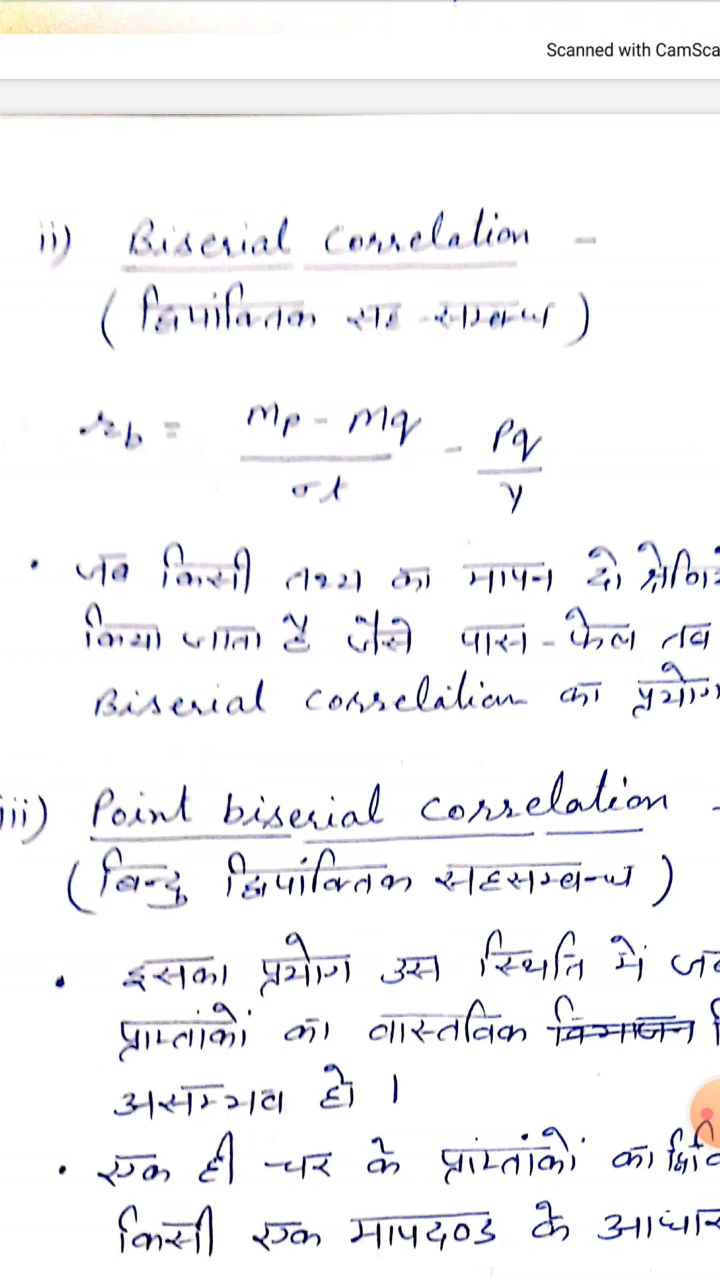 Scanned with CamSca
ii) Biserial Correlation -
( द्विपांक्तिक सह-सम्बन्ध )
rb = Mp - Mq / σt - Pq / y
• जब किसी तथ्य का मापन दो श्रेणि
किया जाता है जैसे पास-फेल तब
Biserial correlation का प्रयोग
iii) Point biserial correlation -
( बिन्दु द्विपांक्तिक सहसम्बन्ध )
• इसका प्रयोग उस स्थिति में जब
प्राप्तांकों का वास्तविक विभाजन
असम्भव हो ।
• एक ही चर के प्राप्तांकों का द्वि
किसी एक मापदण्ड के आधार